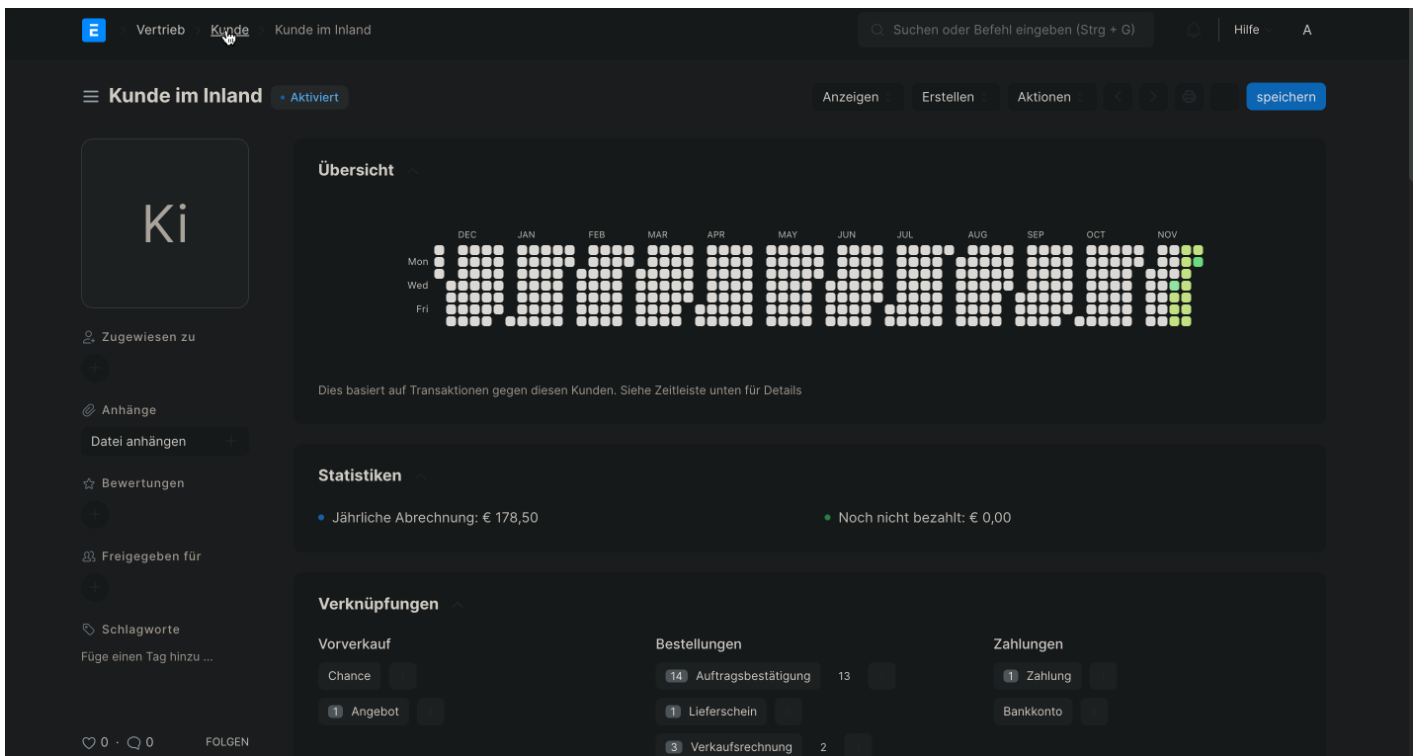 E Vertrieb Kunde Kunde im Inland Suchen oder Befehl eingeben (Strg + G) Hilfe A
Kunde im Inland Aktiviert Anzeigen Erstellen Aktionen speichern
Ki
Zugewiesen zu
Anhänge
Datei anhängen
Bewertungen
Freigegeben für
Schlagworte
Füge einen Tag hinzu ...
0 · 0 FOLGEN
Übersicht
DEC JAN FEB MAR APR MAY JUN JUL AUG SEP OCT NOV
Mon
Wed
Fri
Dies basiert auf Transaktionen gegen diesen Kunden. Siehe Zeitleiste unten für Details
Statistiken
Jährliche Abrechnung: € 178,50 Noch nicht bezahlt: € 0,00
Verknüpfungen
Vorverkauf Bestellungen Zahlungen
Chance 14 Auftragsbestätigung 13 1 Zahlung
1 Angebot 1 Lieferschein Bankkonto
3 Verkaufsrechnung 2